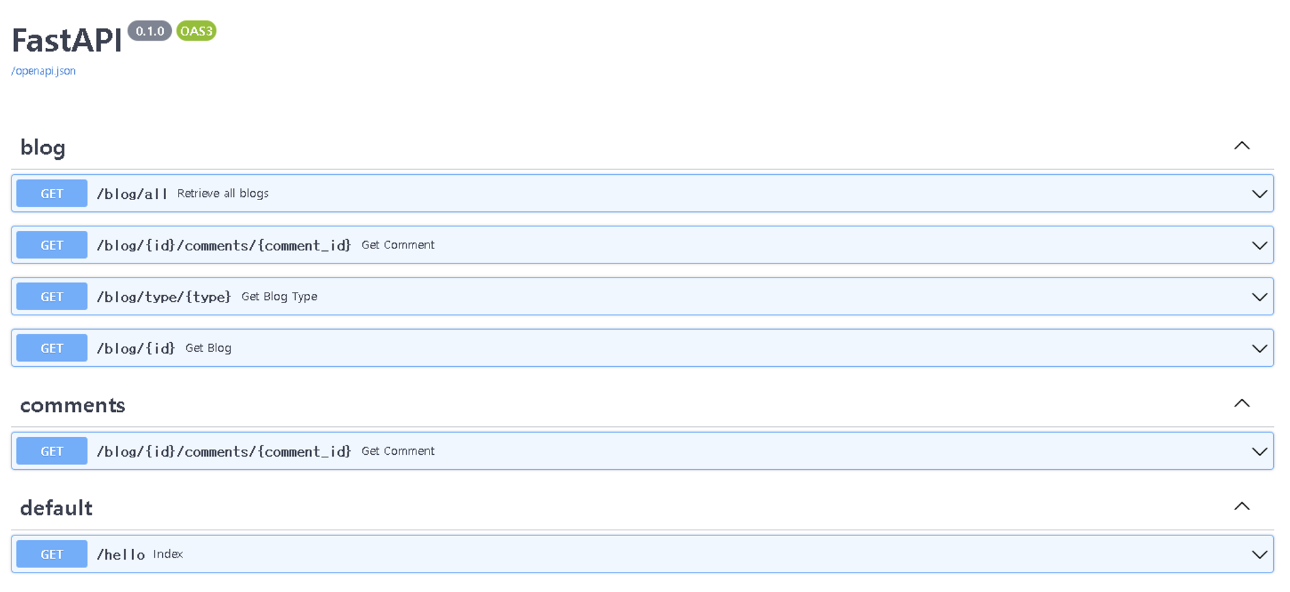 FastAPI 0.1.0 OAS3
/openapi.json
blog
GET /blog/all Retrieve all blogs
GET /blog/{id}/comments/{comment_id} Get Comment
GET /blog/type/{type} Get Blog Type
GET /blog/{id} Get Blog
comments
GET /blog/{id}/comments/{comment_id} Get Comment
default
GET /hello Index